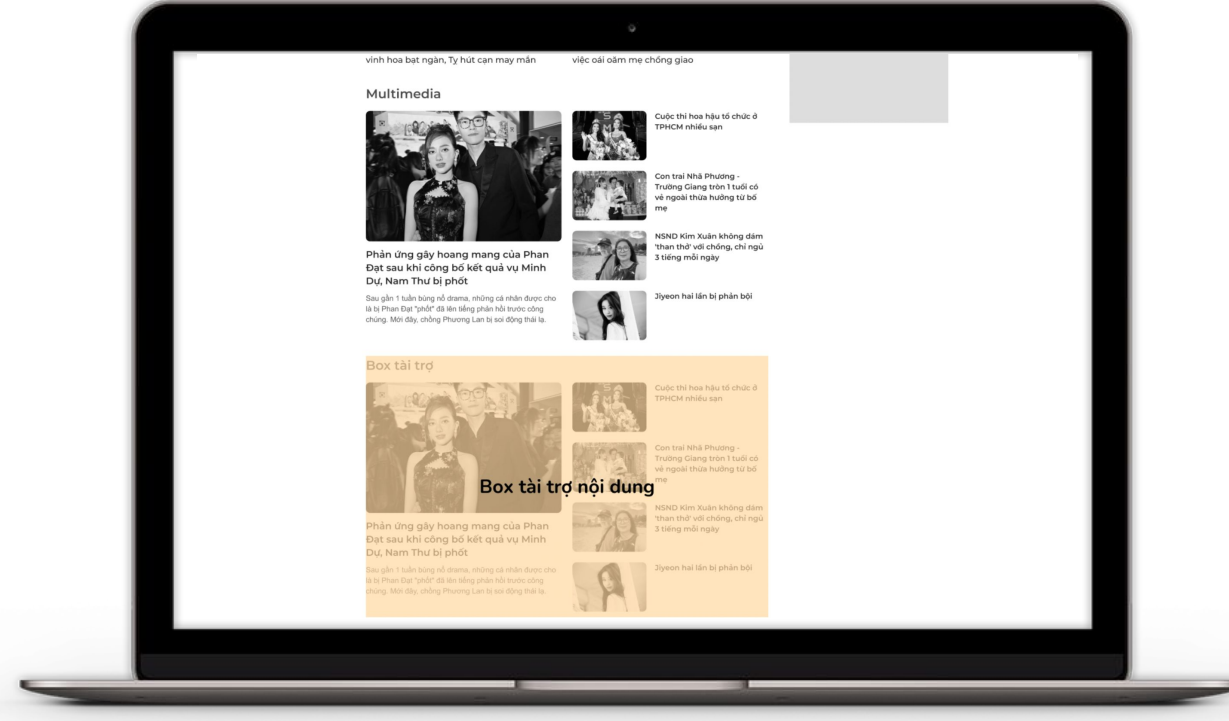 vinh hoa bạt ngàn, Tỵ hút cạn may mắn
việc oái oăm mẹ chồng giao
Multimedia
Phản ứng gây hoang mang của Phan
Đạt sau khi công bố kết quả vụ Minh
Dự, Nam Thư bị phốt
Sau gần 1 tuần bùng nổ drama, những cá nhân được cho
là bị Phan Đạt "phốt" đã lên tiếng phản hồi trước công
chúng. Mới đây, chồng Phương Lan bị soi động thái lạ.
Cuộc thi hoa hậu tổ chức ở
TPHCM nhiều sạn
Con trai Nhã Phương -
Trường Giang tròn 1 tuổi có
vẻ ngoài thừa hưởng từ bố
mẹ
NSND Kim Xuân không dám
'than thở' với chồng, chỉ ngủ
3 tiếng mỗi ngày
Jiyeon hai lần bị phản bội
Box tài trợ
Box tài trợ nội dung
Phản ứng gây hoang mang của Phan
Đạt sau khi công bố kết quả vụ Minh
Dự, Nam Thư bị phốt
Sau gần 1 tuần bùng nổ drama, những cá nhân được cho
là bị Phan Đạt "phốt" đã lên tiếng phản hồi trước công
chúng. Mới đây, chồng Phương Lan bị soi động thái lạ.
Cuộc thi hoa hậu tổ chức ở
TPHCM nhiều sạn
Con trai Nhã Phương -
Trường Giang tròn 1 tuổi có
vẻ ngoài thừa hưởng từ bố
mẹ
NSND Kim Xuân không dám
'than thở' với chồng, chỉ ngủ
3 tiếng mỗi ngày
Jiyeon hai lần bị phản bội